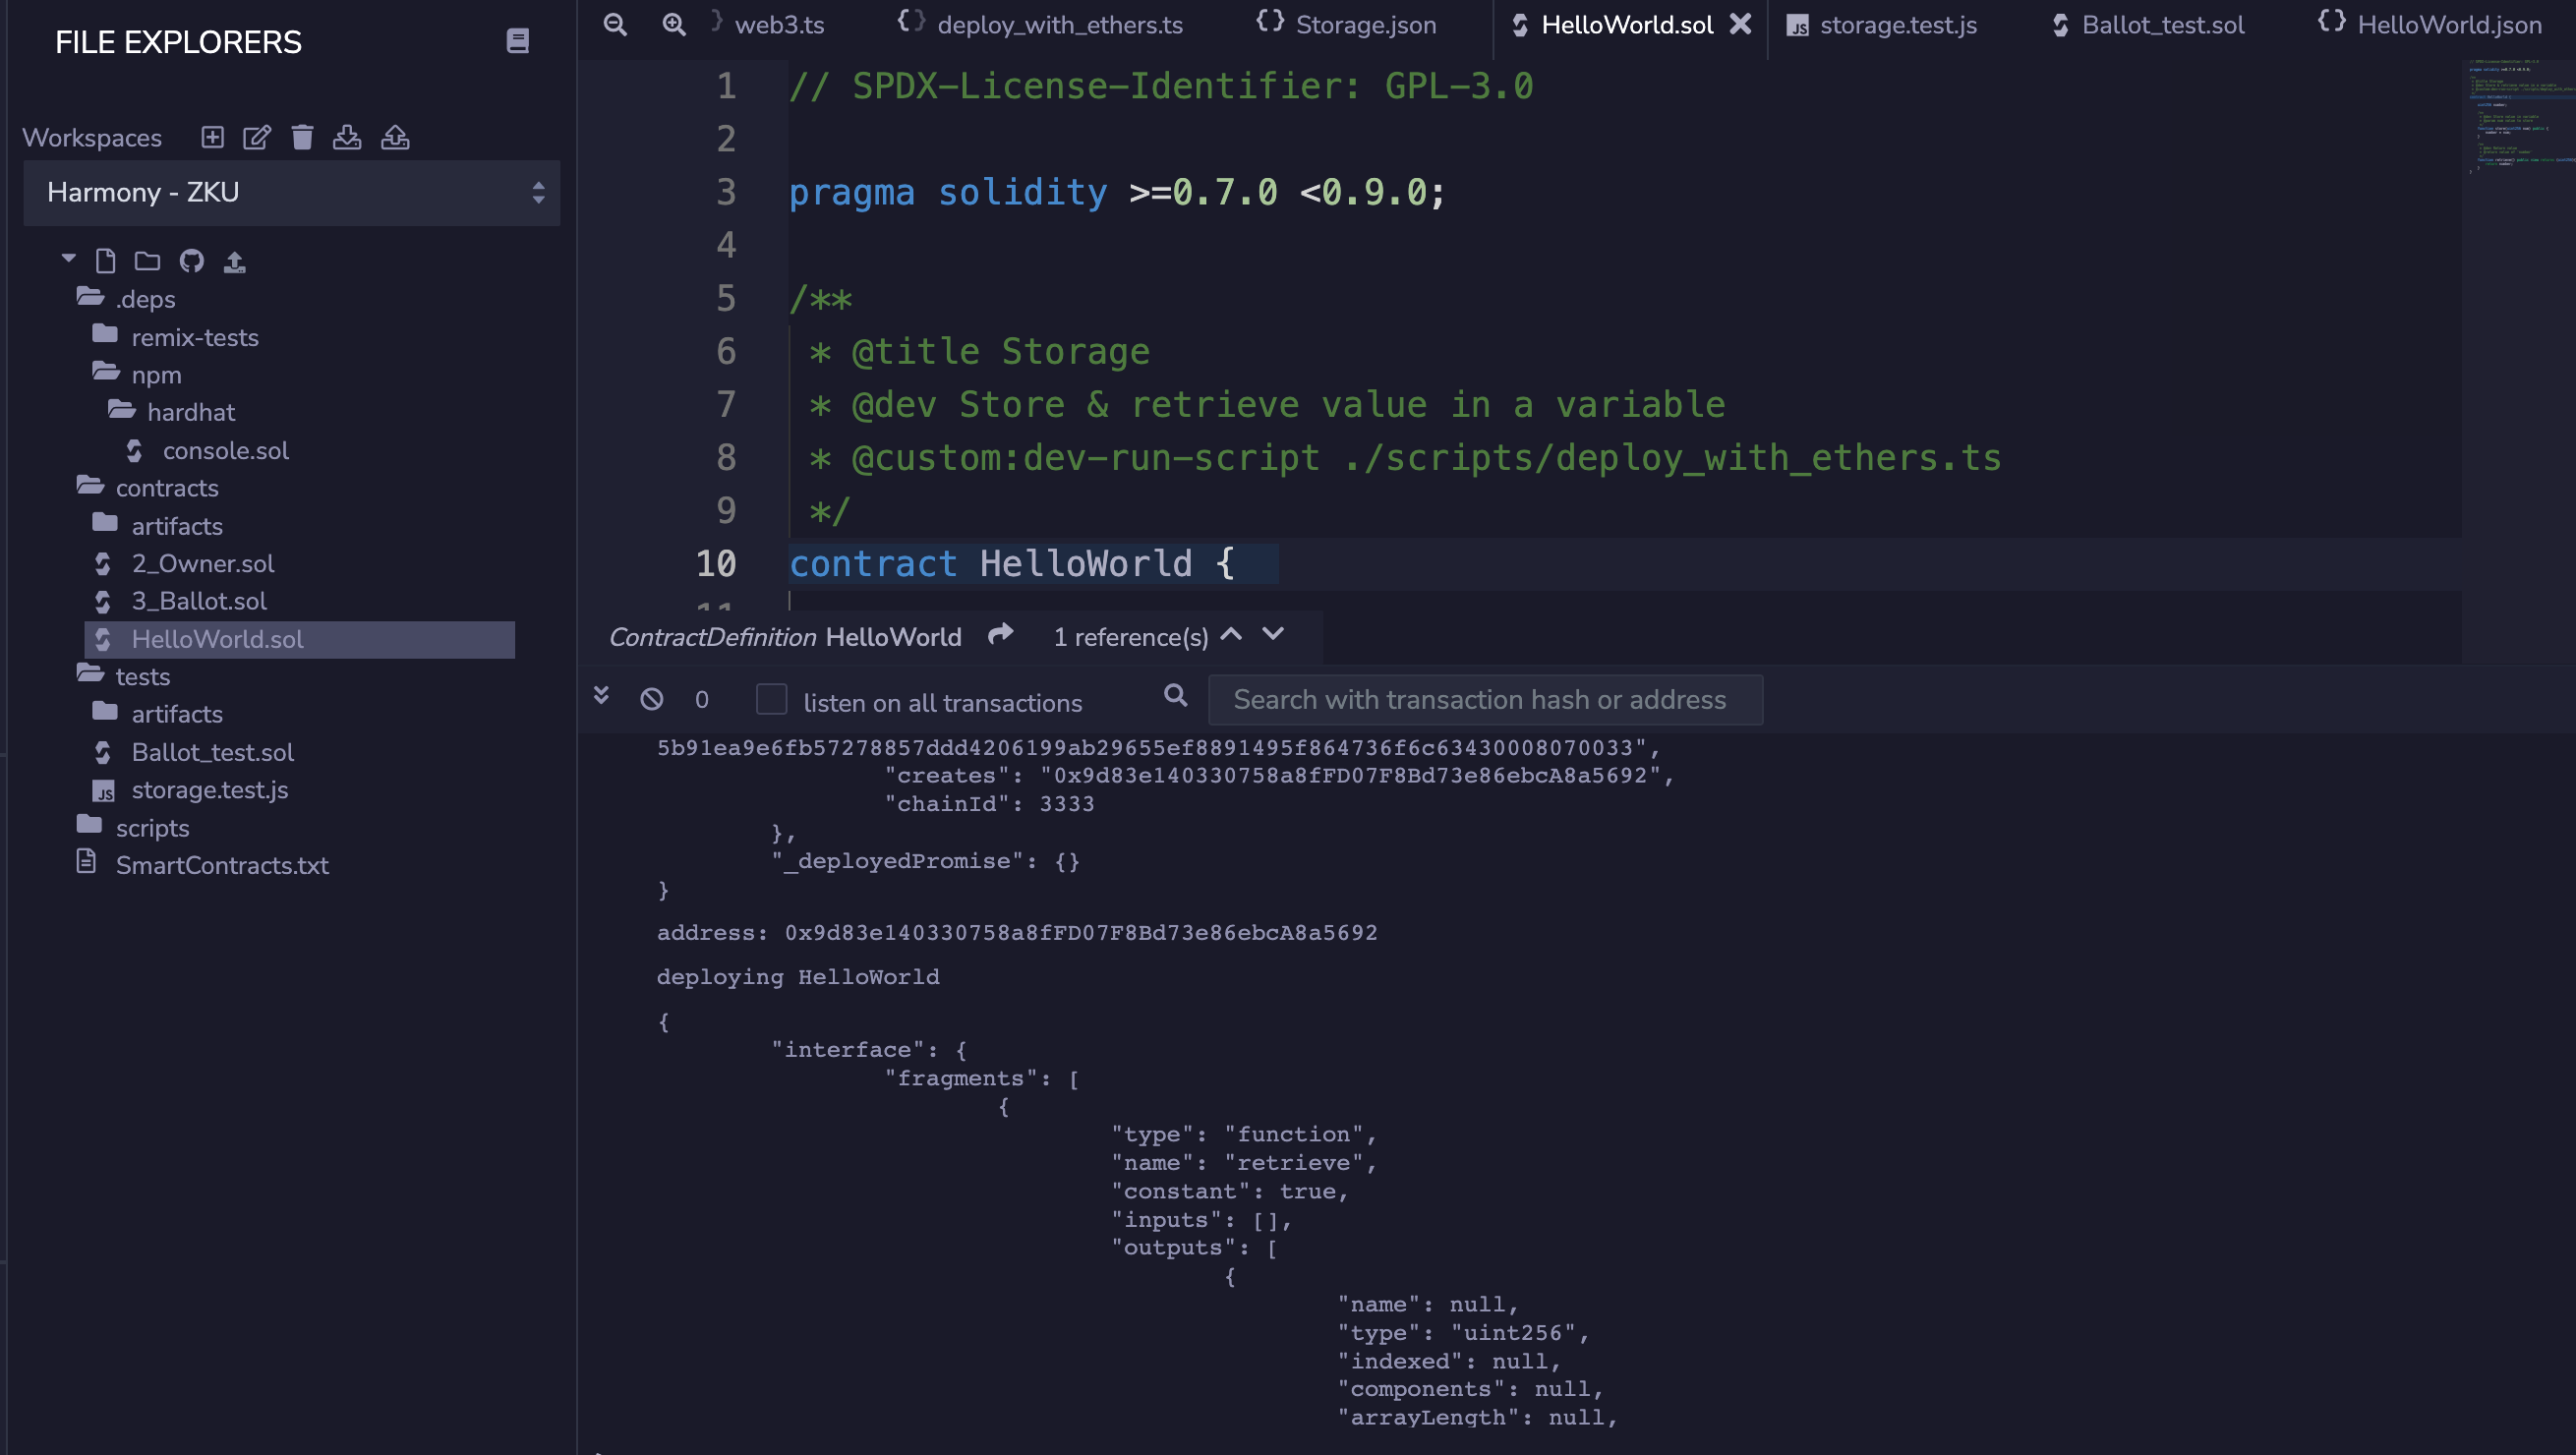 FILE EXPLORERS
Workspaces
Harmony - ZKU
.deps
remix-tests
npm
hardhat
console.sol
contracts
artifacts
2_Owner.sol
3_Ballot.sol
HelloWorld.sol
tests
artifacts
Ballot_test.sol
storage.test.js
scripts
SmartContracts.txt
web3.ts
deploy_with_ethers.ts
Storage.json
HelloWorld.sol
storage.test.js
Ballot_test.sol
HelloWorld.json
1 // SPDX-License-Identifier: GPL-3.0
2
3 pragma solidity >=0.7.0 <0.9.0;
4
5 /**
6 * @title Storage
7 * @dev Store & retrieve value in a variable
8 * @custom:dev-run-script ./scripts/deploy_with_ethers.ts
9 */
10 contract HelloWorld {
11
ContractDefinition HelloWorld 1 reference(s)
0 listen on all transactions Search with transaction hash or address
5b91ea9e6fb57278857ddd4206199ab29655ef8891495f864736f6c63430008070033",
"creates": "0x9d83e140330758a8fFD07F8Bd73e86ebcA8a5692",
"chainId": 3333
},
"_deployedPromise": {}
}
address: 0x9d83e140330758a8fFD07F8Bd73e86ebcA8a5692
deploying HelloWorld
{
"interface": {
"fragments": [
{
"type": "function",
"name": "retrieve",
"constant": true,
"inputs": [],
"outputs": [
{
"name": null,
"type": "uint256",
"indexed": null,
"components": null,
"arrayLength": null,